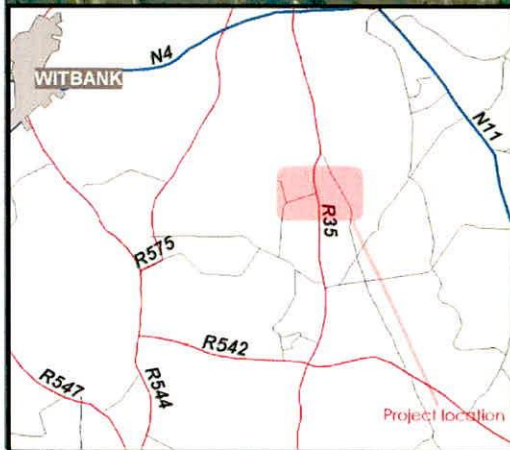 N4
WITBANK
N11
R35
R575
R542
R547
R544
Project location